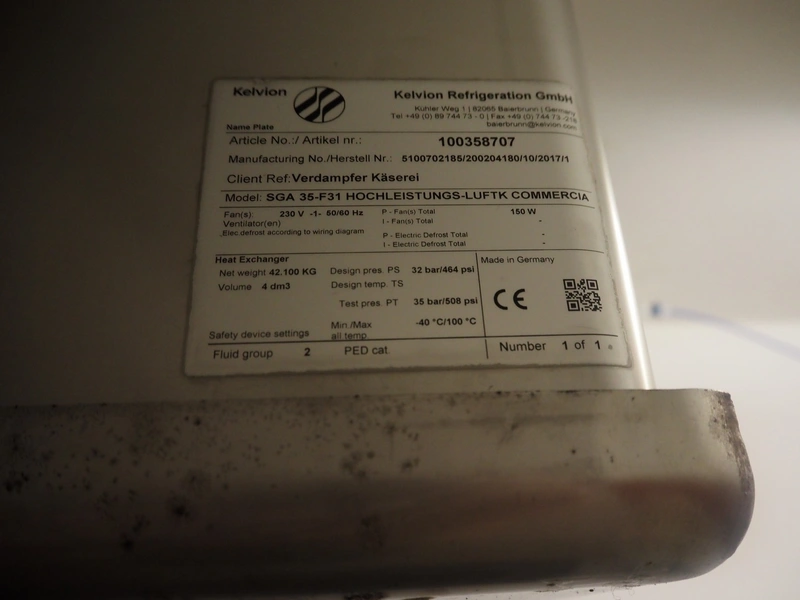 Kelvion
Kelvion Refrigeration GmbH
Kühler Weg 1 | 82065 Baierbrunn | Germany
Tel +49 (0) 89 744 73 - 0 | Fax +49 (0) 744 73
baierbrunn@kelvion.com
Name Plate
Article No.:/ Artikel nr.: 100358707
Manufacturing No./Herstell Nr.: 5100702185/200204180/10/2017/1
Client Ref: Verdampfer Käserei
Model: SGA 35-F31 HOCHLEISTUNGS-LUFTK COMMERCIA
Fan(s): 230 V -1- 50/60 Hz P - Fan(s) Total 150 W
Ventilator(en) I - Fan(s) Total -
.Elec.defrost according to wiring diagram P - Electric Defrost Total -
I - Electric Defrost Total -
Heat Exchanger
Net weight 42.100 KG Design pres. PS 32 bar/464 psi
Volume 4 dm3 Design temp. TS
Test pres. PT 35 bar/508 psi
Min./Max -40 °C/100 °C
all.temp
Safety device settings
Fluid group 2 PED cat
Made in Germany
CE
Number 1 of 1